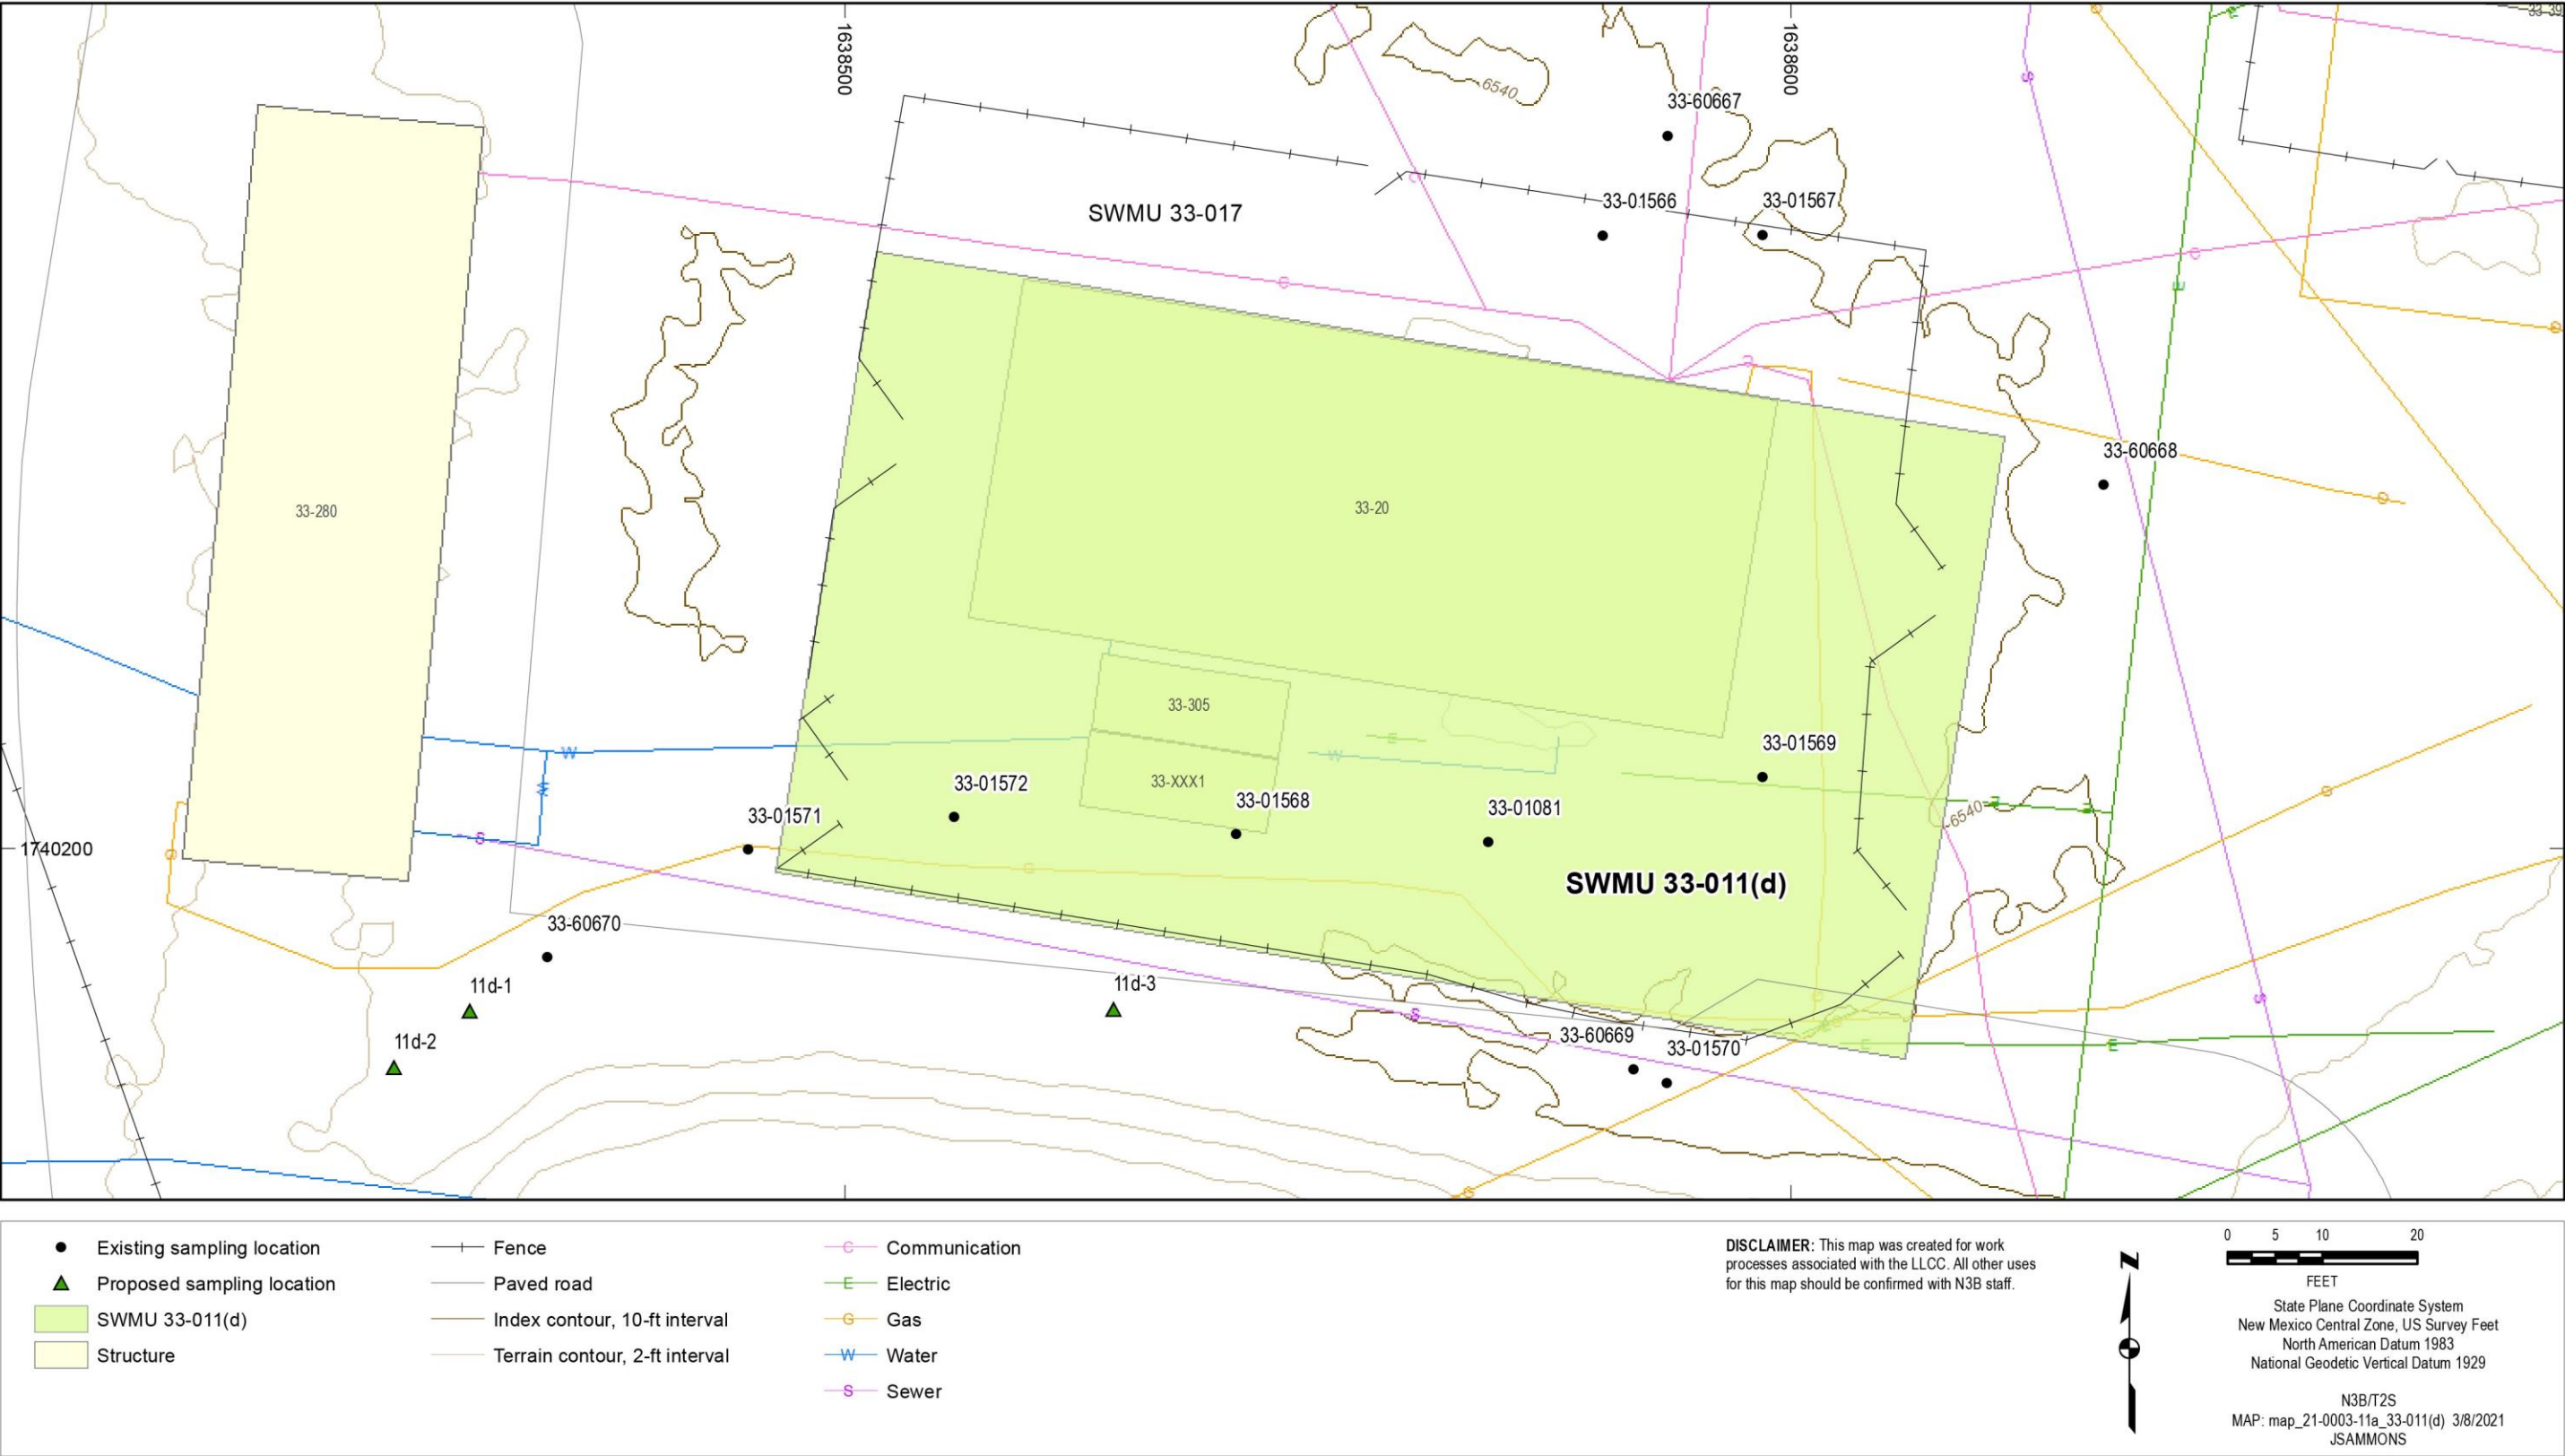 1638500
1638600
33-39
6540
33-60667
33-01566
33-01567
SWMU 33-017
C
S
G
E
C
C
E
G
C
33-60668
G
33-280
33-20
33-305
E
W
W
33-01569
33-XXX1
33-01572
33-01568
33-01081
33-01571
W
G
6540
1740200
S
G
G
SWMU 33-011(d)
33-60670
11d-1
11d-3
S
S
11d-2
33-60669
33-01570
E
E
G
Existing sampling location
Proposed sampling location
SWMU 33-011(d)
Structure
Fence
Paved road
Index contour, 10-ft interval
Terrain contour, 2-ft interval
C Communication
E Electric
G Gas
W Water
S Sewer
DISCLAIMER: This map was created for work
processes associated with the LLCC. All other uses
for this map should be confirmed with N3B staff.
N
0 5 10 20
FEET
State Plane Coordinate System
New Mexico Central Zone, US Survey Feet
North American Datum 1983
National Geodetic Vertical Datum 1929
N3B/T2S
MAP: map_21-0003-11a_33-011(d) 3/8/2021
JSAMMONS